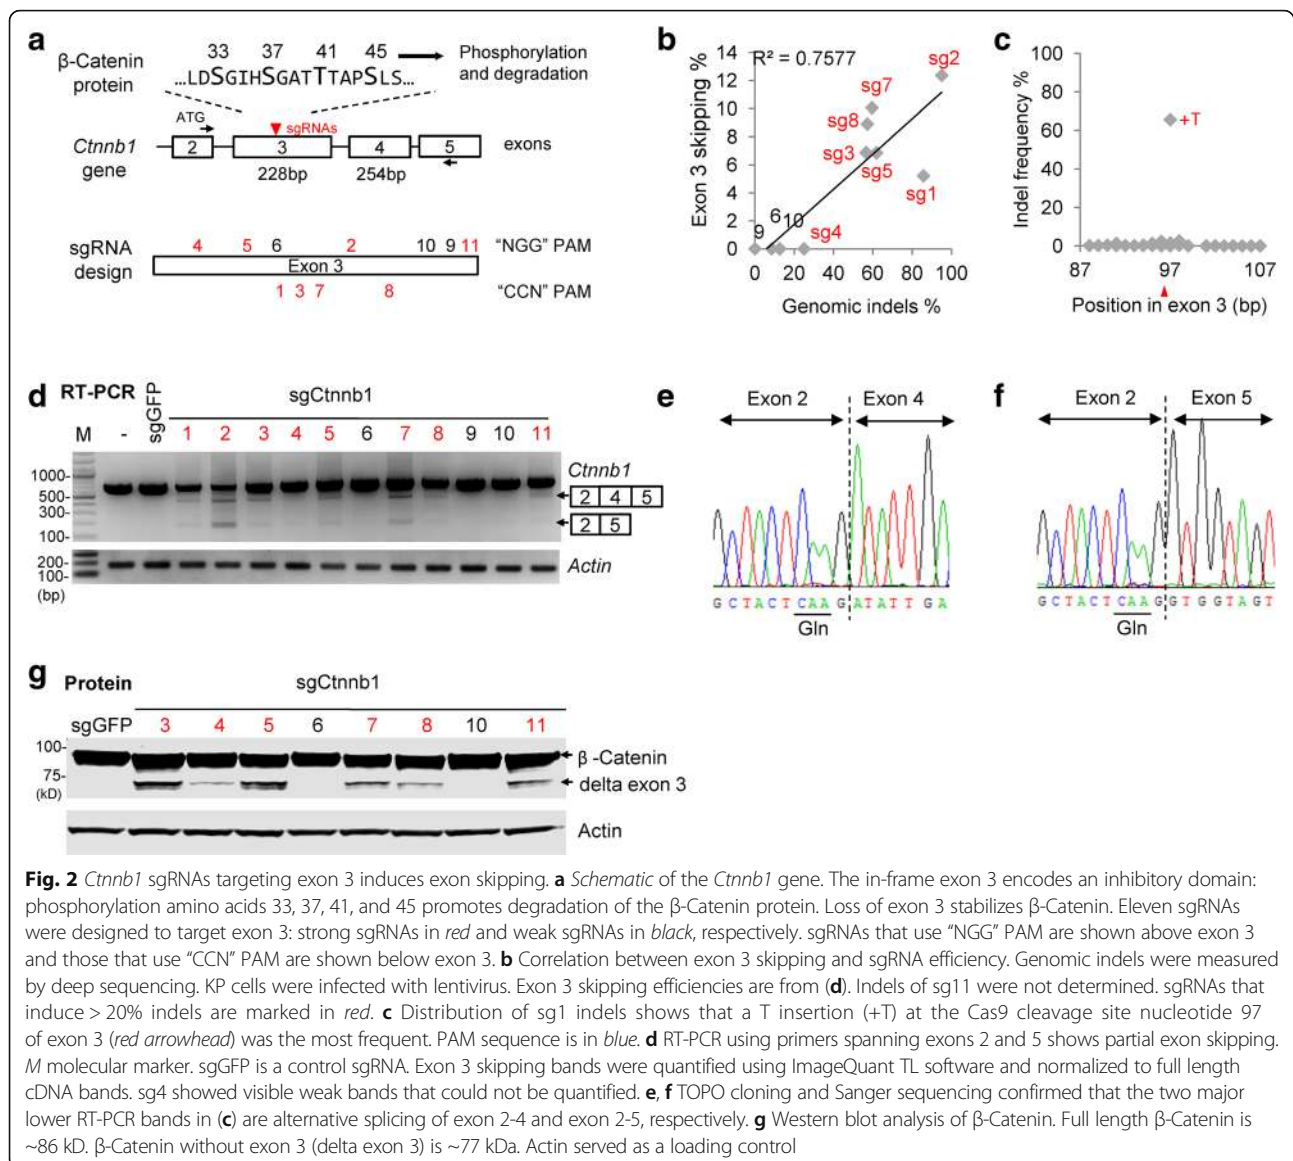 a
33 37 41 45
β-Catenin
protein
...LDSGIHSGATTTAPSLS...
Phosphorylation
and degradation
ATG
sgRNAs
Ctnnb1
gene
2 3 4 5
exons
228bp 254bp
sgRNA
design
4 5 6 2 10 9 11
"NGG" PAM
Exon 3
1 3 7 8
"CCN" PAM
b
Exon 3 skipping %
14
12
10
8
6
4
2
0
R² = 0.7577
sg2
sg7
sg8
sg3
sg5
sg1
sg4
9 6 10
0 20 40 60 80 100
Genomic indels %
c
Indel frequency %
100
80
60
40
20
0
+T
87 97 107
Position in exon 3 (bp)
d RT-PCR
sgCtnnb1
M - sgGFP 1 2 3 4 5 6 7 8 9 10 11
1000-
500-
300-
100-
Ctnnb1
2 4 5
2 5
200-
100-
(bp)
Actin
e
Exon 2 Exon 4
GCTACTCAAGATATTGA
Gln
f
Exon 2 Exon 5
GCTACTCAAGGTGGTAGT
Gln
g Protein
sgCtnnb1
sgGFP 3 4 5 6 7 8 10 11
100-
75-
(kD)
β -Catenin
delta exon 3
Actin
Fig. 2 Ctnnb1 sgRNAs targeting exon 3 induces exon skipping. a Schematic of the Ctnnb1 gene. The in-frame exon 3 encodes an inhibitory domain:
phosphorylation amino acids 33, 37, 41, and 45 promotes degradation of the β-Catenin protein. Loss of exon 3 stabilizes β-Catenin. Eleven sgRNAs
were designed to target exon 3: strong sgRNAs in red and weak sgRNAs in black, respectively. sgRNAs that use "NGG" PAM are shown above exon 3
and those that use "CCN" PAM are shown below exon 3. b Correlation between exon 3 skipping and sgRNA efficiency. Genomic indels were measured
by deep sequencing. KP cells were infected with lentivirus. Exon 3 skipping efficiencies are from (d). Indels of sg11 were not determined. sgRNAs that
induce > 20% indels are marked in red. c Distribution of sg1 indels shows that a T insertion (+T) at the Cas9 cleavage site nucleotide 97
of exon 3 (red arrowhead) was the most frequent. PAM sequence is in blue. d RT-PCR using primers spanning exons 2 and 5 shows partial exon skipping.
M molecular marker. sgGFP is a control sgRNA. Exon 3 skipping bands were quantified using ImageQuant TL software and normalized to full length
cDNA bands. sg4 showed visible weak bands that could not be quantified. e, f TOPO cloning and Sanger sequencing confirmed that the two major
lower RT-PCR bands in (c) are alternative splicing of exon 2-4 and exon 2-5, respectively. g Western blot analysis of β-Catenin. Full length β-Catenin is
~86 kD. β-Catenin without exon 3 (delta exon 3) is ~77 kDa. Actin served as a loading control